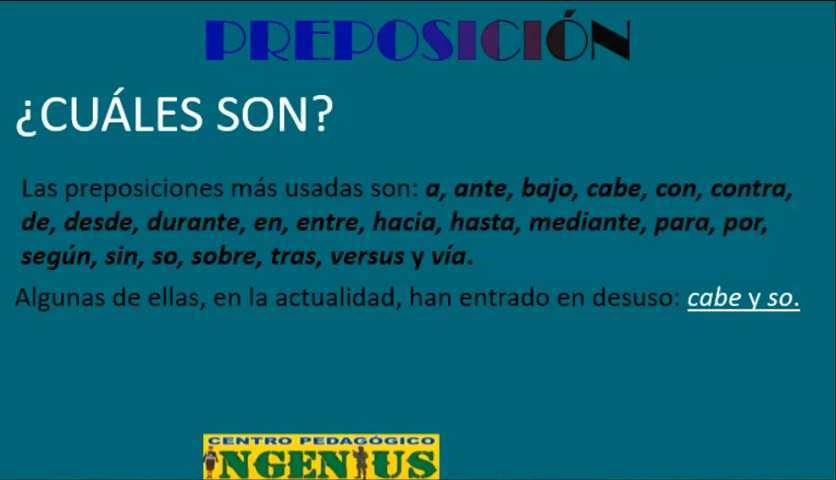 PREPOSICIÓN
¿CUÁLES SON?
Las preposiciones más usadas son: a, ante, bajo, cabe, con, contra,
de, desde, durante, en, entre, hacia, hasta, mediante, para, por,
según, sin, so, sobre, tras, versus y vía.
Algunas de ellas, en la actualidad, han entrado en desuso: cabe y so.
CENTRO PEDAGÓGICO
INGENIUS